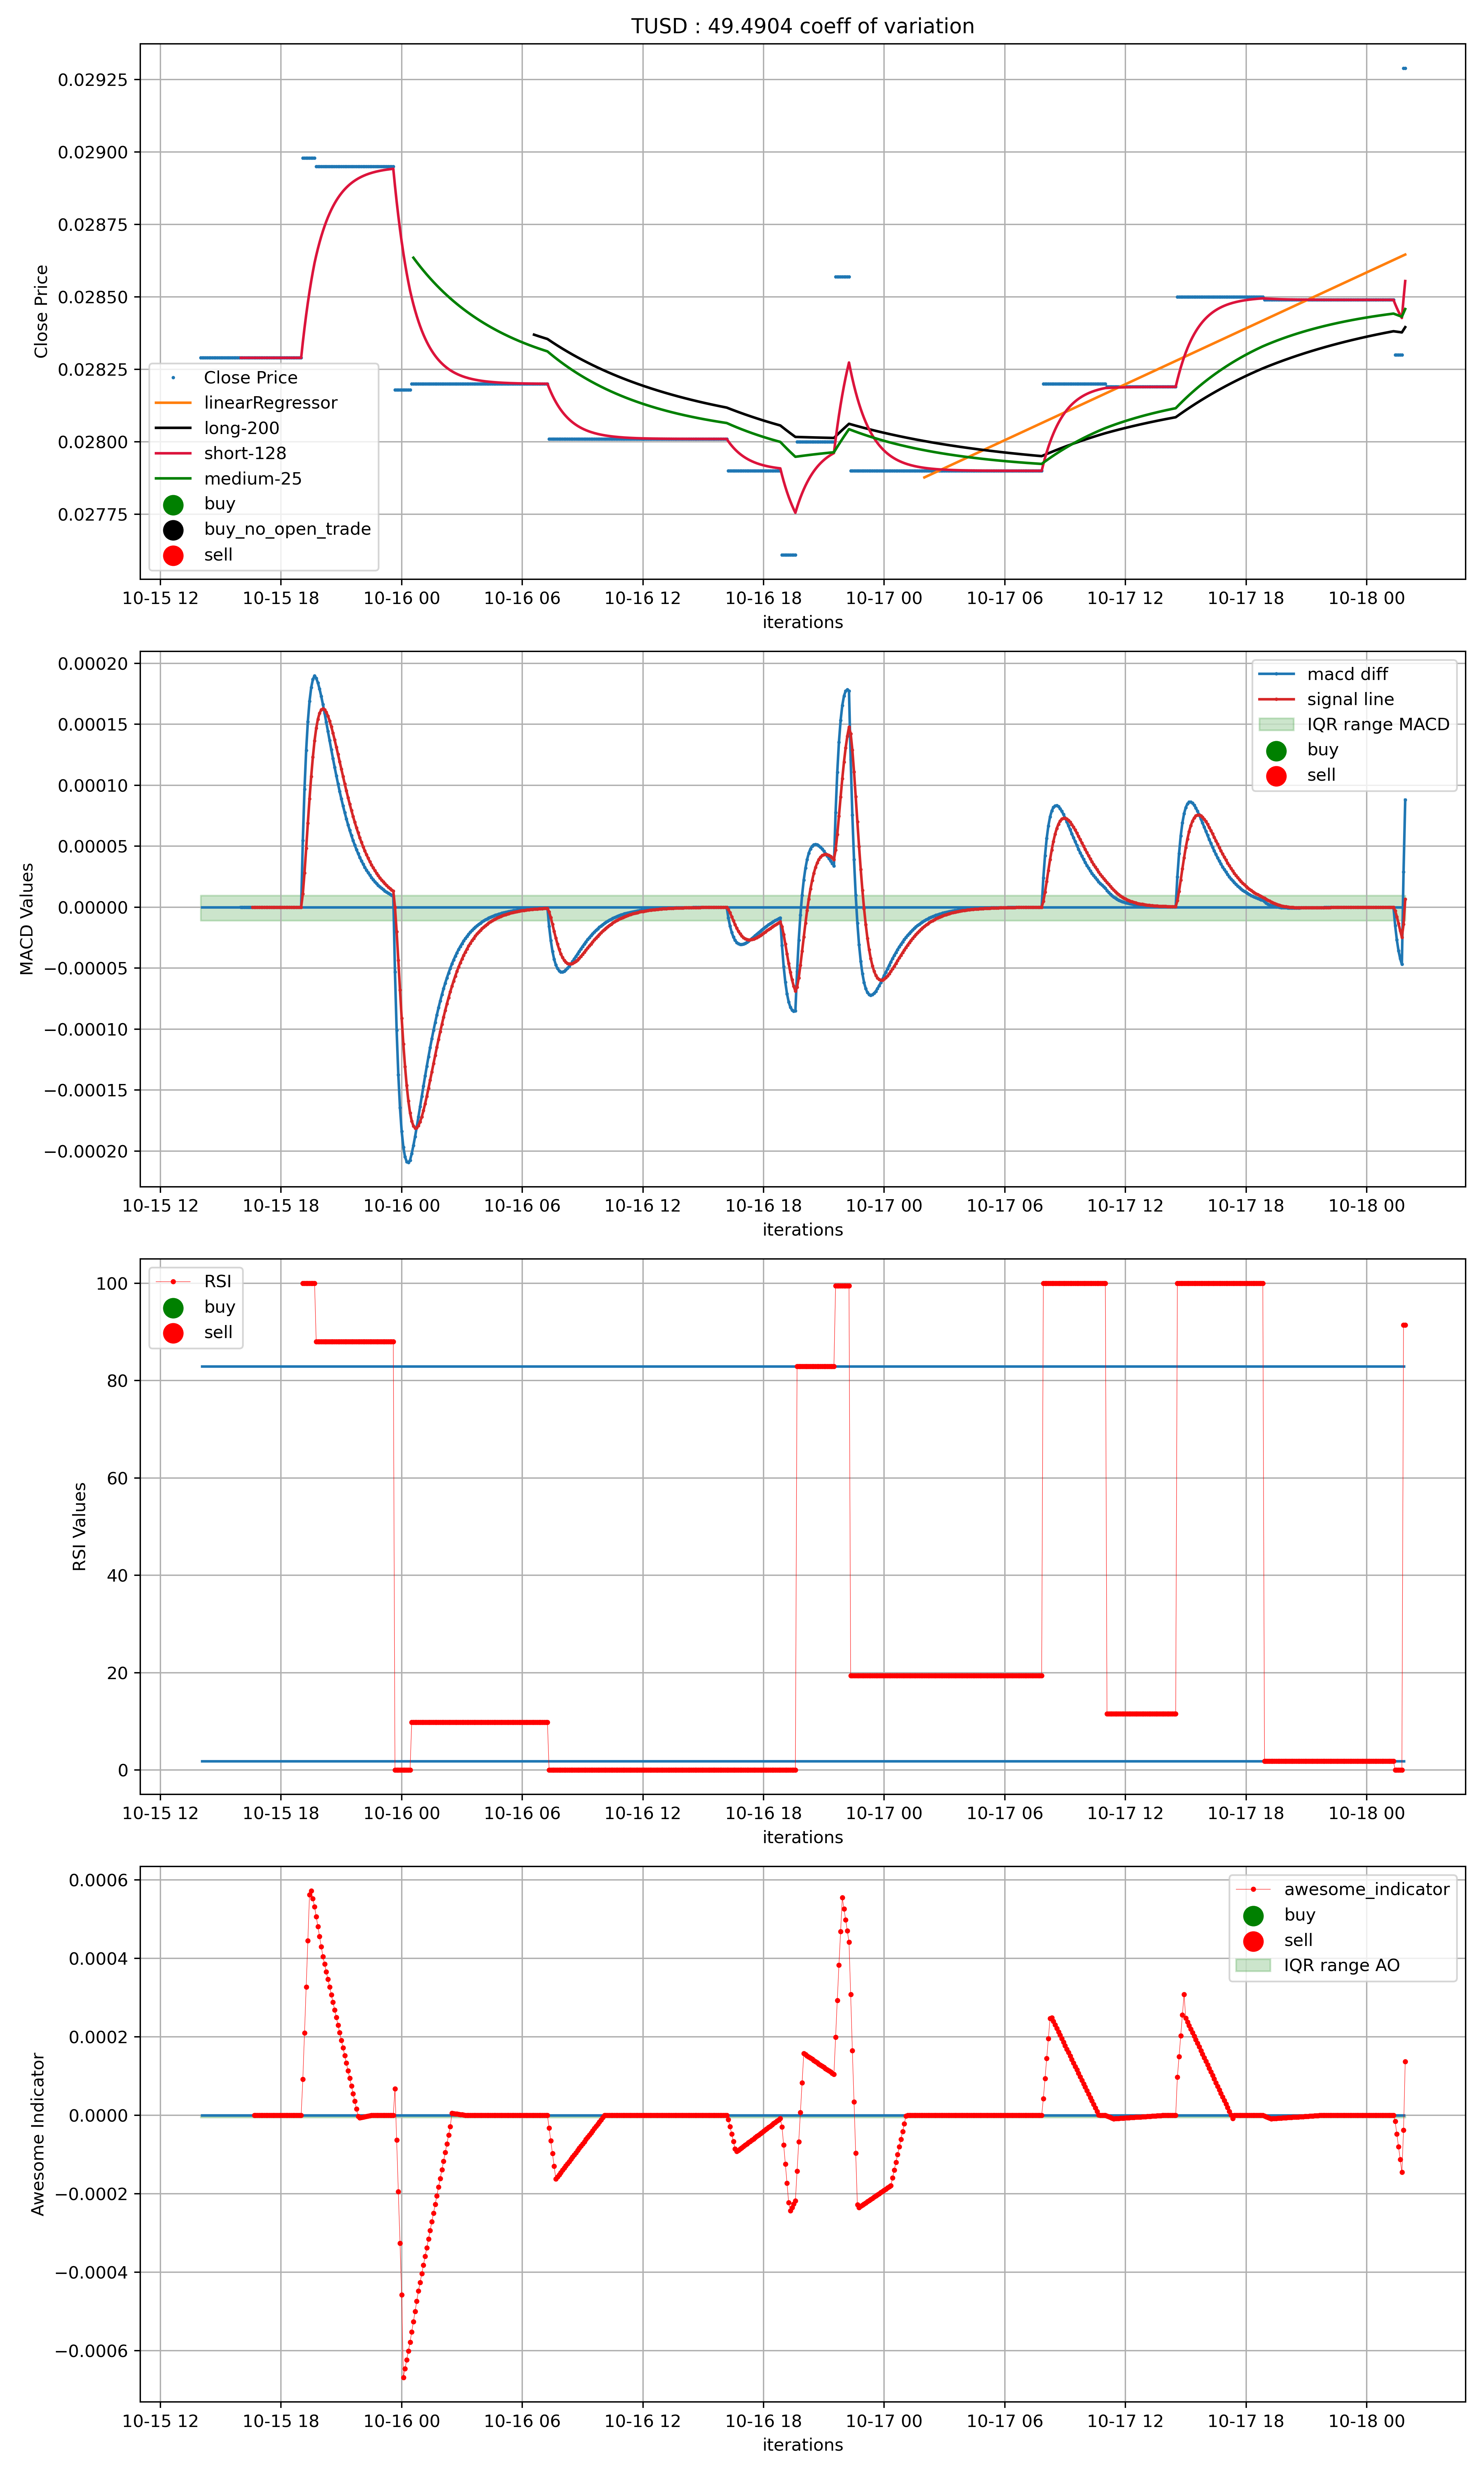 TUSD : 49.4904 coeff of variation
0.02925
0.02900
0.02875
0.02850
0.02825
0.02800
0.02775
Close Price
Close Price
linearRegressor
long-200
short-128
medium-25
buy
buy_no_open_trade
sell
10-15 12 10-15 18 10-16 00 10-16 06 10-16 12 10-16 18 10-17 00 10-17 06 10-17 12 10-17 18 10-18 00
iterations
0.00020
0.00015
0.00010
0.00005
0.00000
−0.00005
−0.00010
−0.00015
−0.00020
MACD Values
macd diff
signal line
IQR range MACD
buy
sell
10-15 12 10-15 18 10-16 00 10-16 06 10-16 12 10-16 18 10-17 00 10-17 06 10-17 12 10-17 18 10-18 00
iterations
100
80
60
40
20
0
RSI Values
RSI
buy
sell
10-15 12 10-15 18 10-16 00 10-16 06 10-16 12 10-16 18 10-17 00 10-17 06 10-17 12 10-17 18 10-18 00
iterations
0.0006
0.0004
0.0002
0.0000
−0.0002
−0.0004
−0.0006
Awesome Indicator
awesome_indicator
buy
sell
IQR range AO
10-15 12 10-15 18 10-16 00 10-16 06 10-16 12 10-16 18 10-17 00 10-17 06 10-17 12 10-17 18 10-18 00
iterations